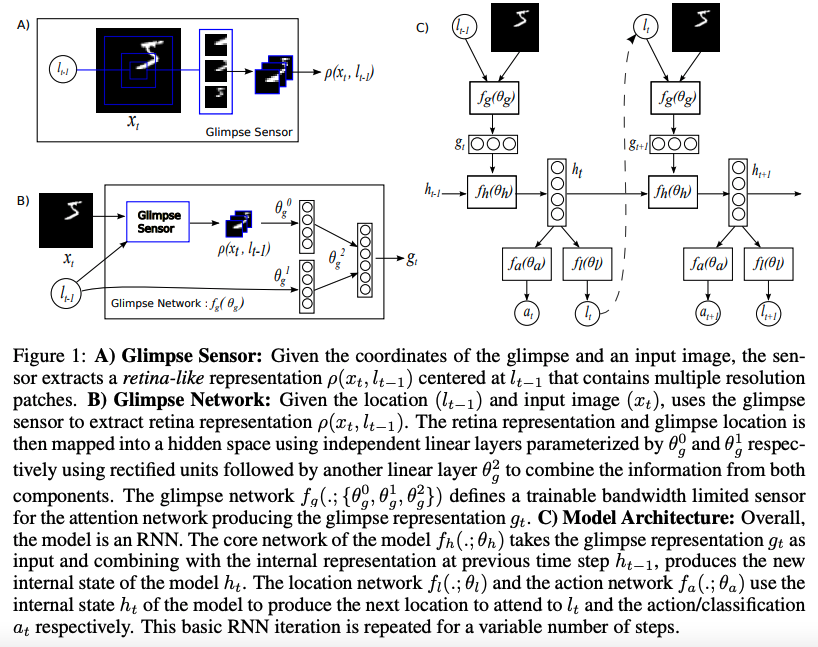 A)
l_{t-1}
x_t
Glimpse Sensor
ρ(x_t, l_{t-1})
B)
x_t
l_{t-1}
Glimpse Sensor
ρ(x_t, l_{t-1})
θ_g^0
θ_g^1
θ_g^2
g_t
Glimpse Network : f_g( θ_g)
C)
l_{t-1}
l_t
f_g(θ_g)
f_g(θ_g)
g_t
g_{t+1}
h_{t-1}
f_h(θ_h)
h_t
f_h(θ_h)
h_{t+1}
f_a(θ_a)
f_l(θ_l)
f_a(θ_a)
f_l(θ_l)
a_t
l_t
a_{t+1}
l_{t+1}
Figure 1: A) Glimpse Sensor: Given the coordinates of the glimpse and an input image, the sen-
sor extracts a retina-like representation ρ(x_t, l_{t−1}) centered at l_{t−1} that contains multiple resolution
patches. B) Glimpse Network: Given the location (l_{t−1}) and input image (x_t), uses the glimpse
sensor to extract retina representation ρ(x_t, l_{t−1}). The retina representation and glimpse location is
then mapped into a hidden space using independent linear layers parameterized by θ_g^0 and θ_g^1 respec-
tively using rectified units followed by another linear layer θ_g^2 to combine the information from both
components. The glimpse network f_g(.; {θ_g^0, θ_g^1, θ_g^2}) defines a trainable bandwidth limited sensor
for the attention network producing the glimpse representation g_t. C) Model Architecture: Overall,
the model is an RNN. The core network of the model f_h(.; θ_h) takes the glimpse representation g_t as
input and combining with the internal representation at previous time step h_{t−1}, produces the new
internal state of the model h_t. The location network f_l(.; θ_l) and the action network f_a(.; θ_a) use the
internal state h_t of the model to produce the next location to attend to l_t and the action/classification
a_t respectively. This basic RNN iteration is repeated for a variable number of steps.